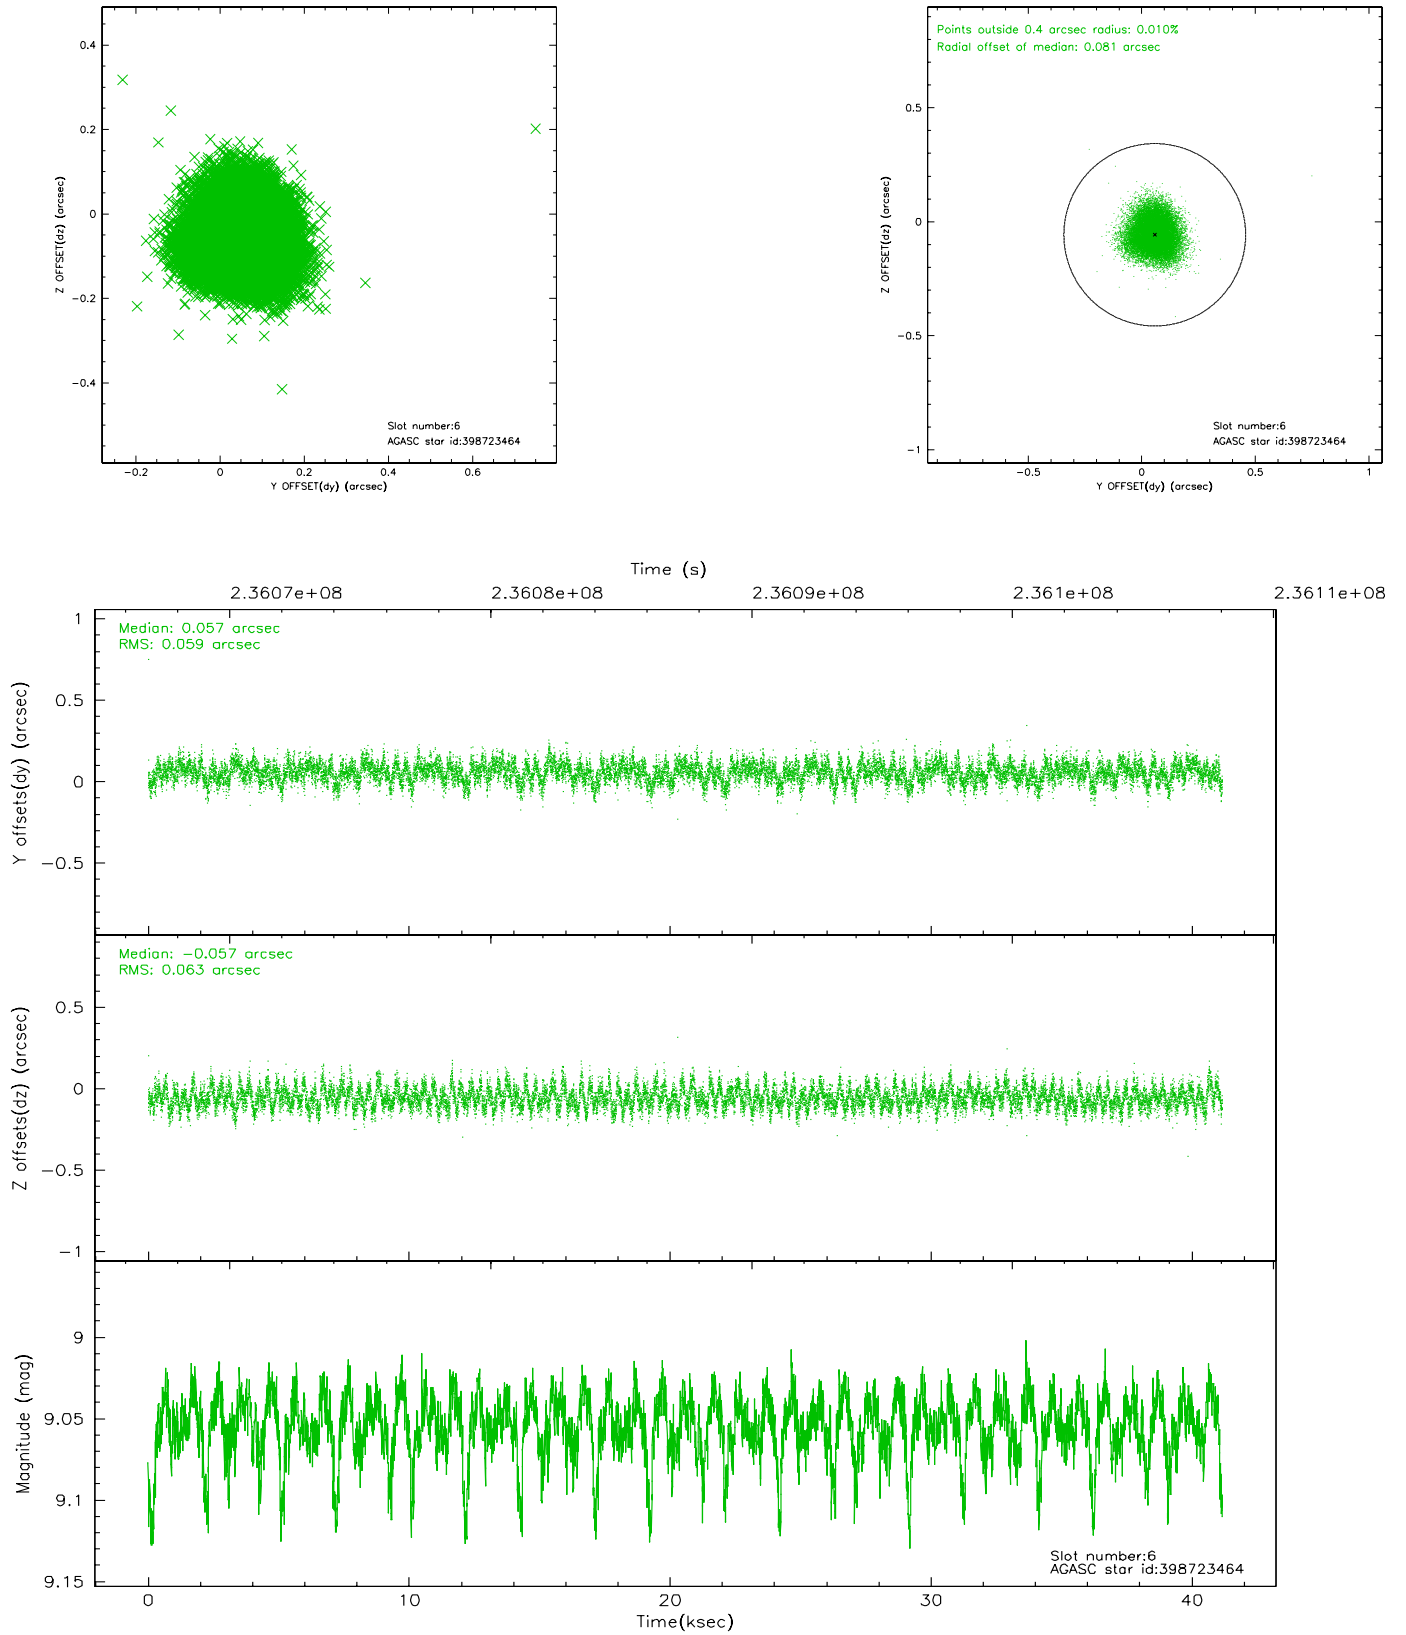 0.4
0.2
0
−0.2
−0.4
Z OFFSET(dz) (arcsec)
−0.2
0
0.2
0.4
0.6
Y OFFSET(dy) (arcsec)
Slot number:6
AGASC star id:398723464
Points outside 0.4 arcsec radius: 0.010%
Radial offset of median: 0.081 arcsec
0.5
0
−0.5
−1
Z OFFSET(dz) (arcsec)
−0.5
0
0.5
1
Y OFFSET(dy) (arcsec)
Slot number:6
AGASC star id:398723464
Time (s)
2.3607e+08
2.3608e+08
2.3609e+08
2.361e+08
2.3611e+08
Median: 0.057 arcsec
RMS: 0.059 arcsec
1
0.5
0
−0.5
Y offsets(dy) (arcsec)
Median: −0.057 arcsec
RMS: 0.063 arcsec
0.5
0
−0.5
−1
Z offsets(dz) (arcsec)
9
9.05
9.1
9.15
Magnitude (mag)
Slot number:6
AGASC star id:398723464
0
10
20
30
40
Time(ksec)